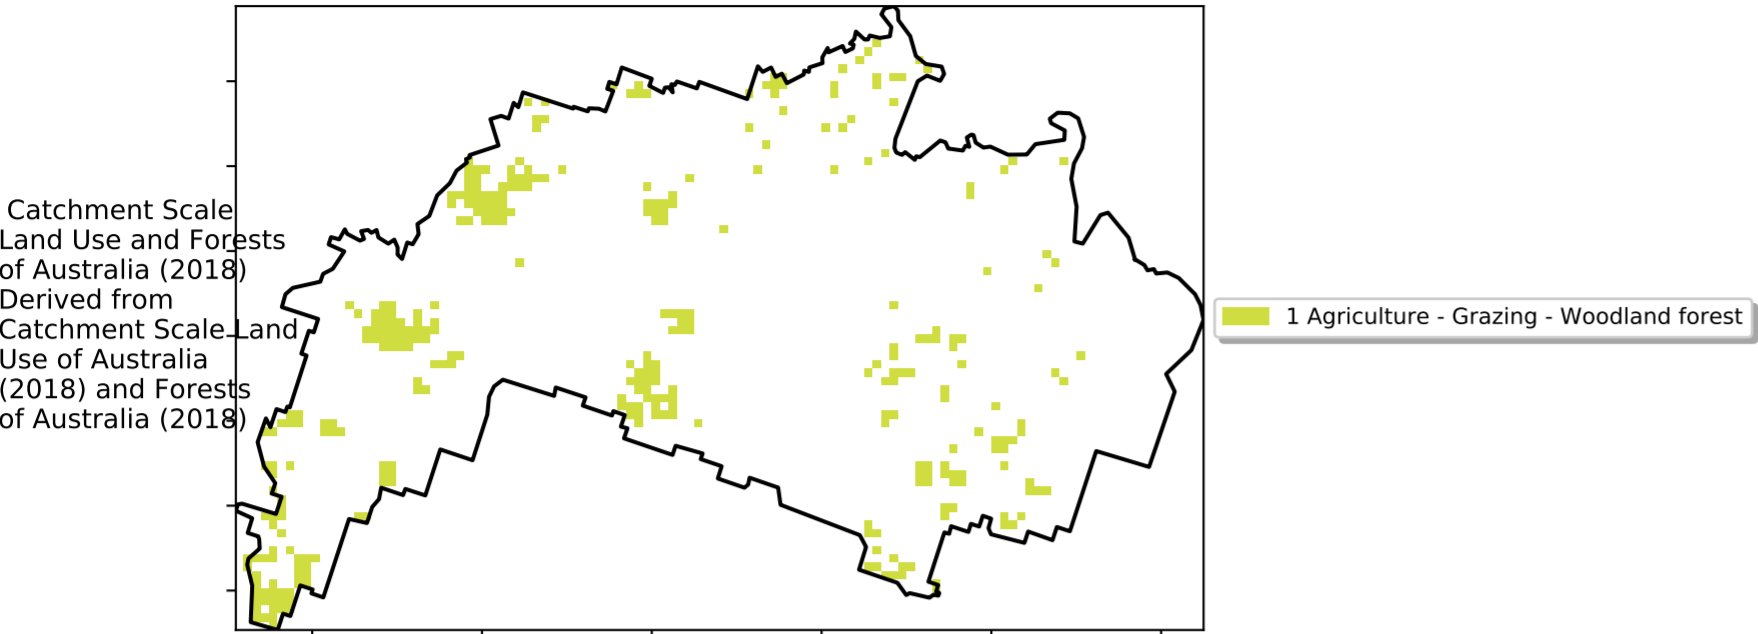 Catchment Scale
Land Use and Forests
of Australia (2018)
Derived from
Catchment Scale Land
Use of Australia
(2018) and Forests
of Australia (2018)
1 Agriculture - Grazing - Woodland forest